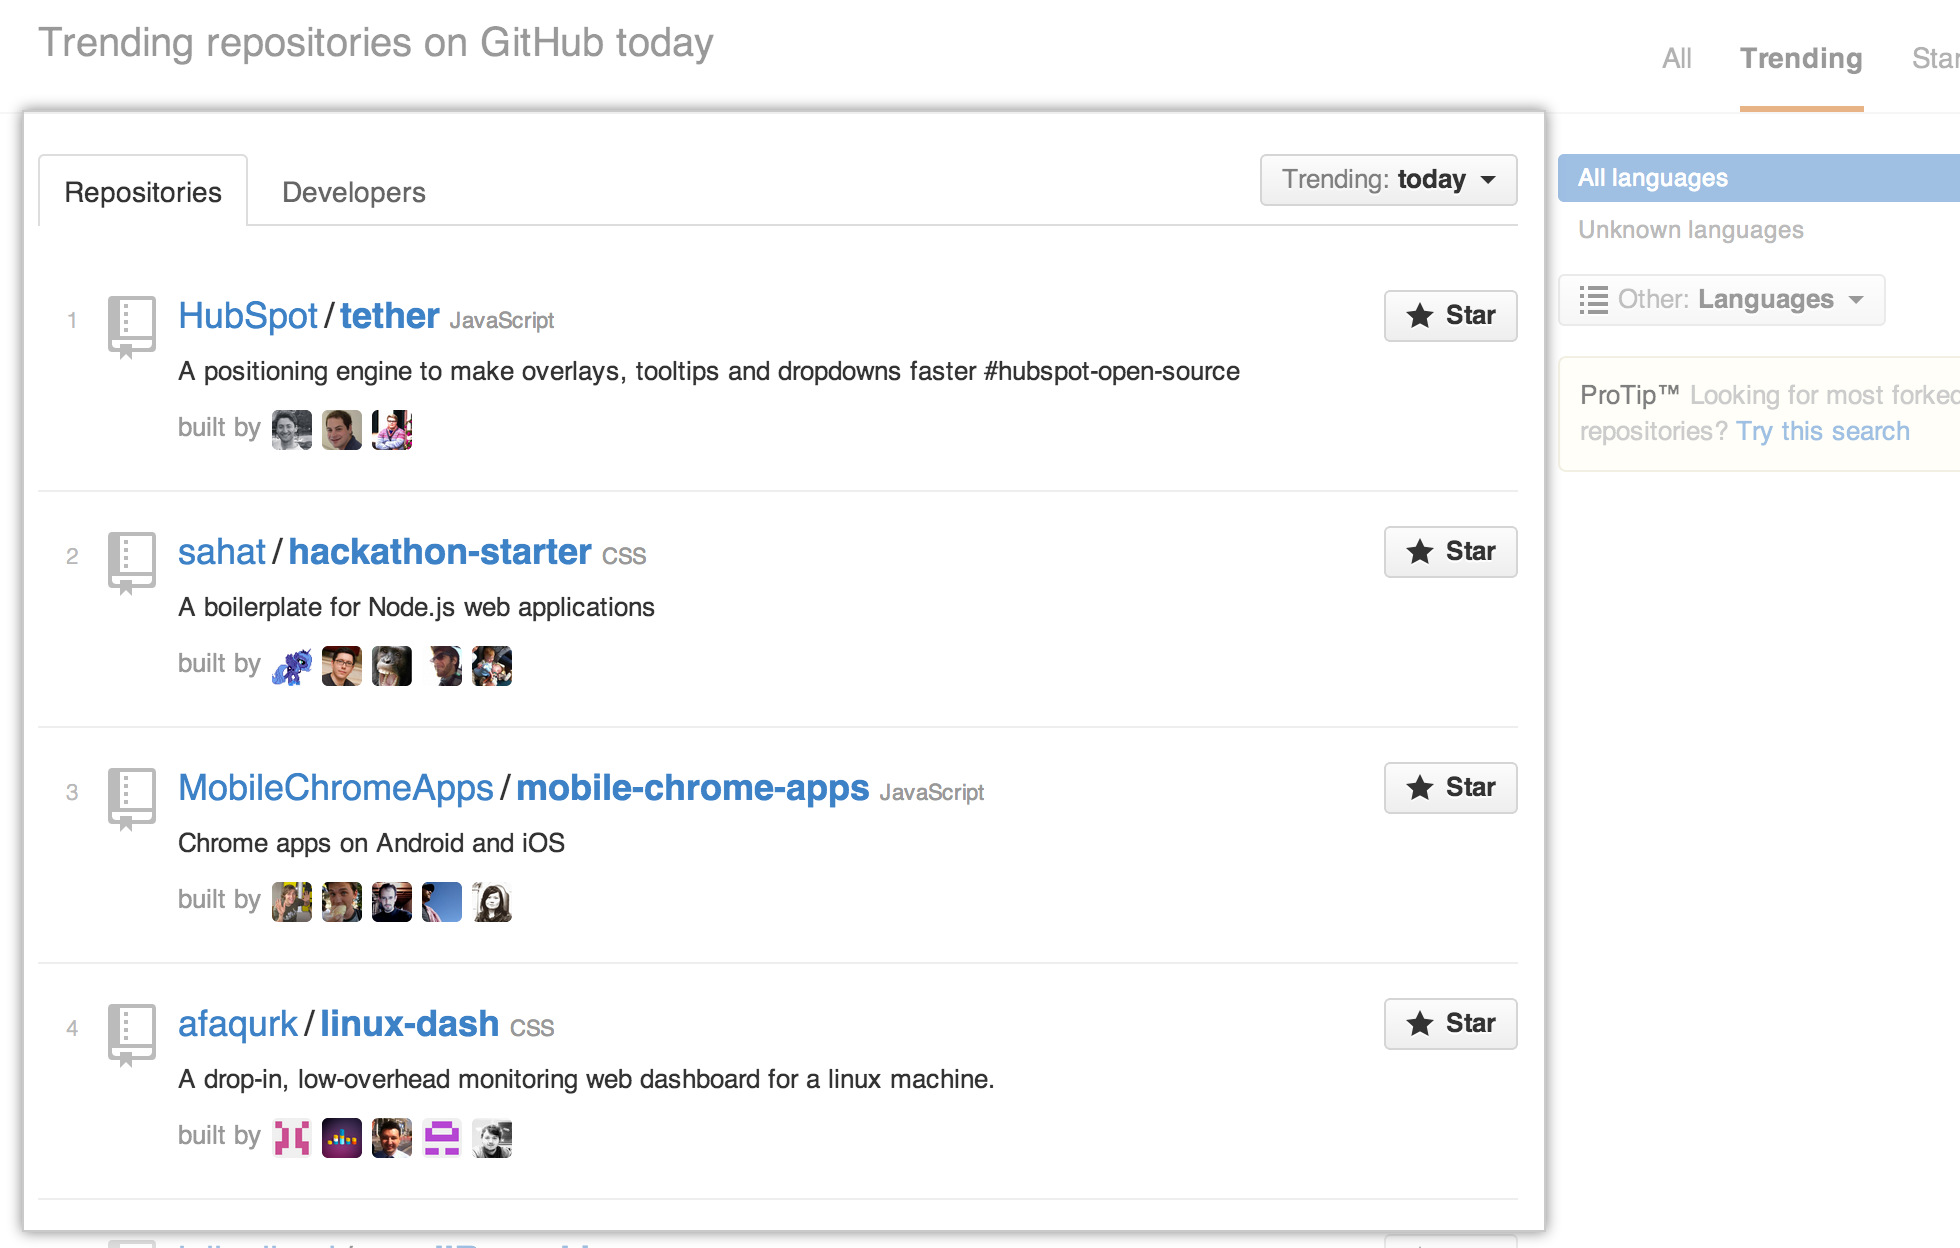 Trending repositories on GitHub today
All Trending
Repositories Developers Trending: today
All languages
Unknown languages
Other: Languages
ProTip™ Looking for most forked
repositories? Try this search
1 HubSpot / tether JavaScript Star
A positioning engine to make overlays, tooltips and dropdowns faster #hubspot-open-source
built by
2 sahat / hackathon-starter CSS Star
A boilerplate for Node.js web applications
built by
3 MobileChromeApps / mobile-chrome-apps JavaScript Star
Chrome apps on Android and iOS
built by
4 afaqurk / linux-dash CSS Star
A drop-in, low-overhead monitoring web dashboard for a linux machine.
built by